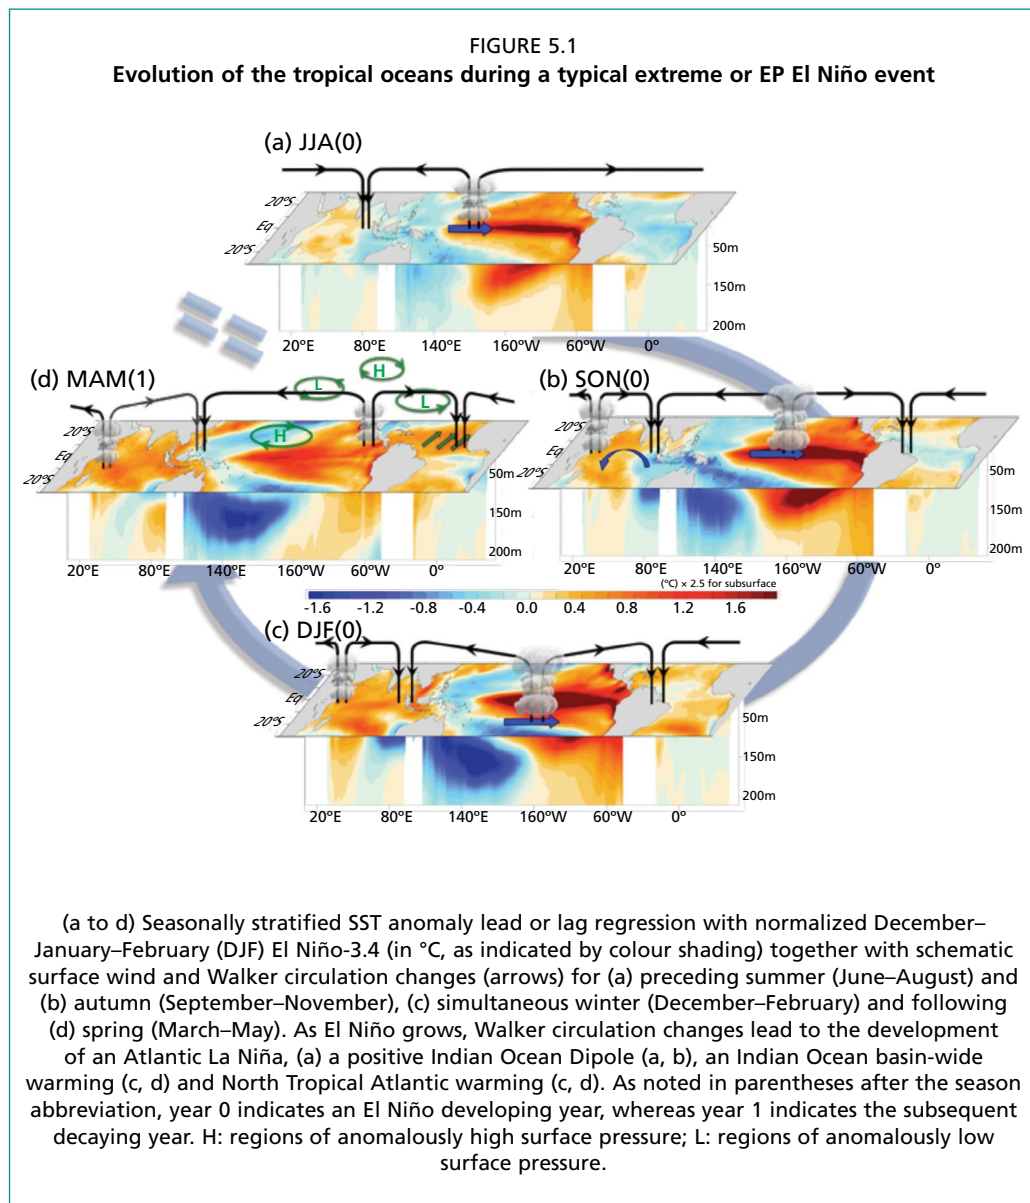 FIGURE 5.1
Evolution of the tropical oceans during a typical extreme or EP El Niño event
(a) JJA(0)
20°S
Eq
20°S
50m
150m
200m
20°E 80°E 140°E 160°W 60°W 0°
(d) MAM(1)
L
H
L
H
20°S
Eq
20°S
50m
150m
200m
20°E 80°E 140°E 160°W 60°W 0°
(b) SON(0)
20°S
Eq
20°S
50m
150m
200m
20°E 80°E 140°E 160°W 60°W 0°
(°C) × 2.5 for subsurface
-1.6 -1.2 -0.8 -0.4 0.0 0.4 0.8 1.2 1.6
(c) DJF(0)
20°S
Eq
20°S
50m
150m
200m
20°E 80°E 140°E 160°W 60°W 0°
(a to d) Seasonally stratified SST anomaly lead or lag regression with normalized December–
January–February (DJF) El Niño-3.4 (in °C, as indicated by colour shading) together with schematic
surface wind and Walker circulation changes (arrows) for (a) preceding summer (June–August) and
(b) autumn (September–November), (c) simultaneous winter (December–February) and following
(d) spring (March–May). As El Niño grows, Walker circulation changes lead to the development
of an Atlantic La Niña, (a) a positive Indian Ocean Dipole (a, b), an Indian Ocean basin-wide
warming (c, d) and North Tropical Atlantic warming (c, d). As noted in parentheses after the season
abbreviation, year 0 indicates an El Niño developing year, whereas year 1 indicates the subsequent
decaying year. H: regions of anomalously high surface pressure; L: regions of anomalously low
surface pressure.